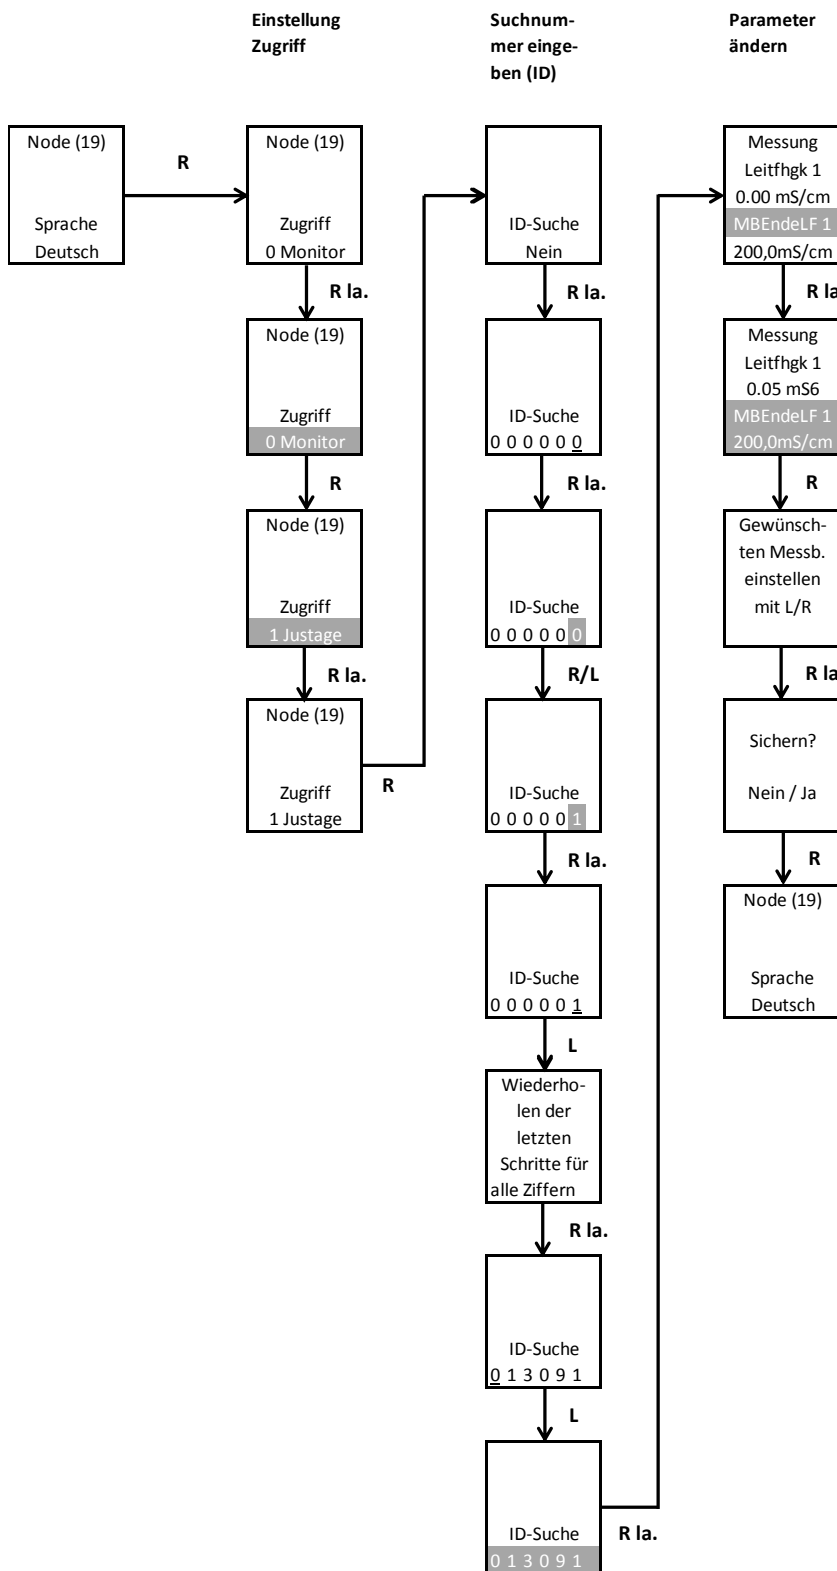 Einstellung
Zugriff
Suchnum-
mer einge-
ben (ID)
Parameter
ändern
Node (19)
Sprache
Deutsch
R
Node (19)
Zugriff
0 Monitor
R la.
Node (19)
Zugriff
0 Monitor
R
Node (19)
Zugriff
1 Justage
R la.
Node (19)
Zugriff
1 Justage
R
ID-Suche
Nein
R la.
ID-Suche
0 0 0 0 0 0
R la.
ID-Suche
0 0 0 0 0 0
R/L
ID-Suche
0 0 0 0 0 1
R la.
ID-Suche
0 0 0 0 0 1
L
Wiederho-
len der
letzten
Schritte für
alle Ziffern
R la.
ID-Suche
0 1 3 0 9 1
L
ID-Suche
0 1 3 0 9 1
R la.
Messung
Leitfhgk 1
0.00 mS/cm
MBEndeLF 1
200,0mS/cm
R la
Messung
Leitfhgk 1
0.05 mS6
MBEndeLF 1
200,0mS/cm
R
Gewünsch-
ten Messb.
einstellen
mit L/R
R la
Sichern?
Nein / Ja
R
Node (19)
Sprache
Deutsch